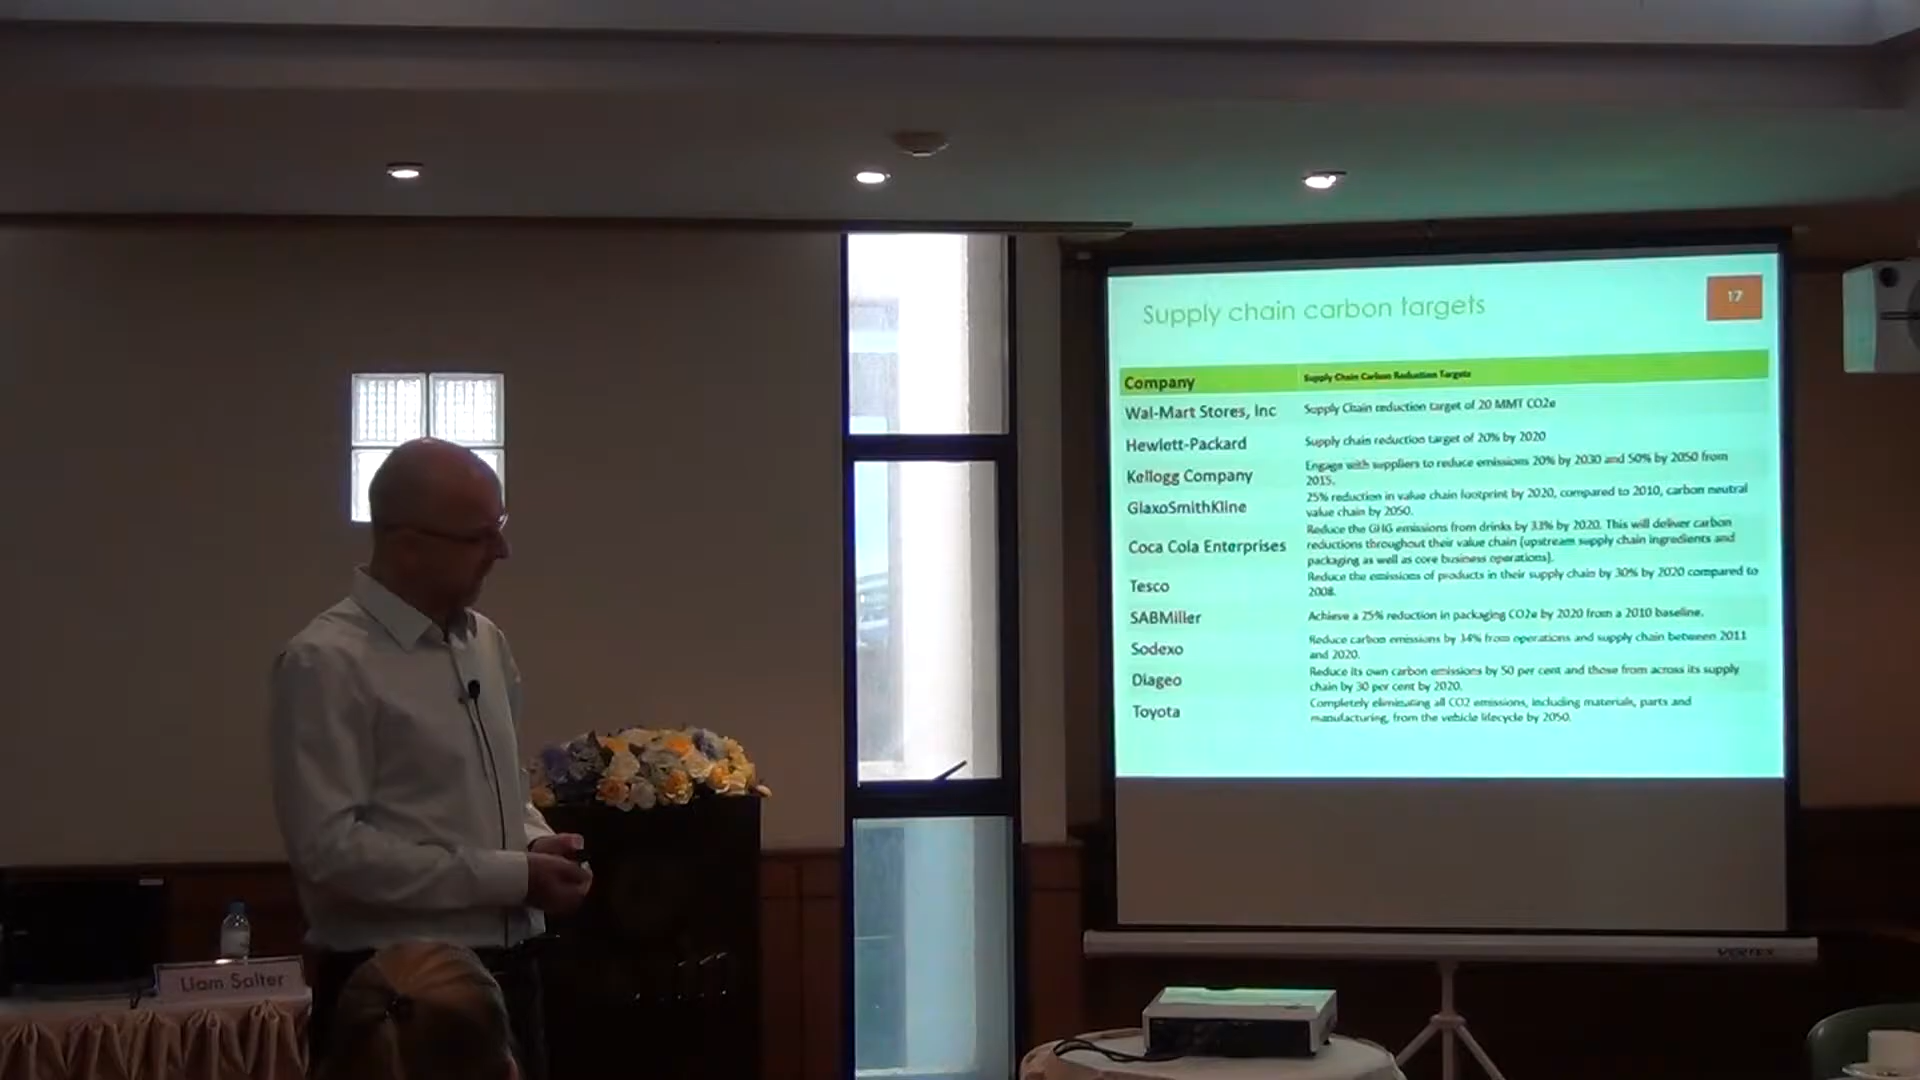 Supply chain carbon targets
17
Company
Supply Chain Carbon Reduction Targets
Wal-Mart Stores, Inc
Supply Chain reduction target of 20 MMT CO2e
Hewlett-Packard
Supply chain reduction target of 20% by 2020
Kellogg Company
Engage with suppliers to reduce emissions 20% by 2030 and 50% by 2050 from
2015.
GlaxoSmithKline
25% reduction in value chain footprint by 2020, compared to 2010, carbon neutral
value chain by 2050.
Coca Cola Enterprises
Reduce the GHG emissions from drinks by 33% by 2020. This will deliver carbon
reductions throughout their value chain (upstream supply chain ingredients and
packaging as well as core business operations).
Tesco
Reduce the emissions of products in their supply chain by 30% by 2020 compared to
2008.
SABMiller
Achieve a 25% reduction in packaging CO2e by 2020 from a 2010 baseline.
Sodexo
Reduce carbon emissions by 34% from operations and supply chain between 2011
and 2020.
Diageo
Reduce its own carbon emissions by 50 per cent and those from across its supply
chain by 30 per cent by 2020.
Toyota
Completely eliminating all CO2 emissions, including materials, parts and
manufacturing, from the vehicle lifecycle by 2050.
VERTEX
Liam Salter